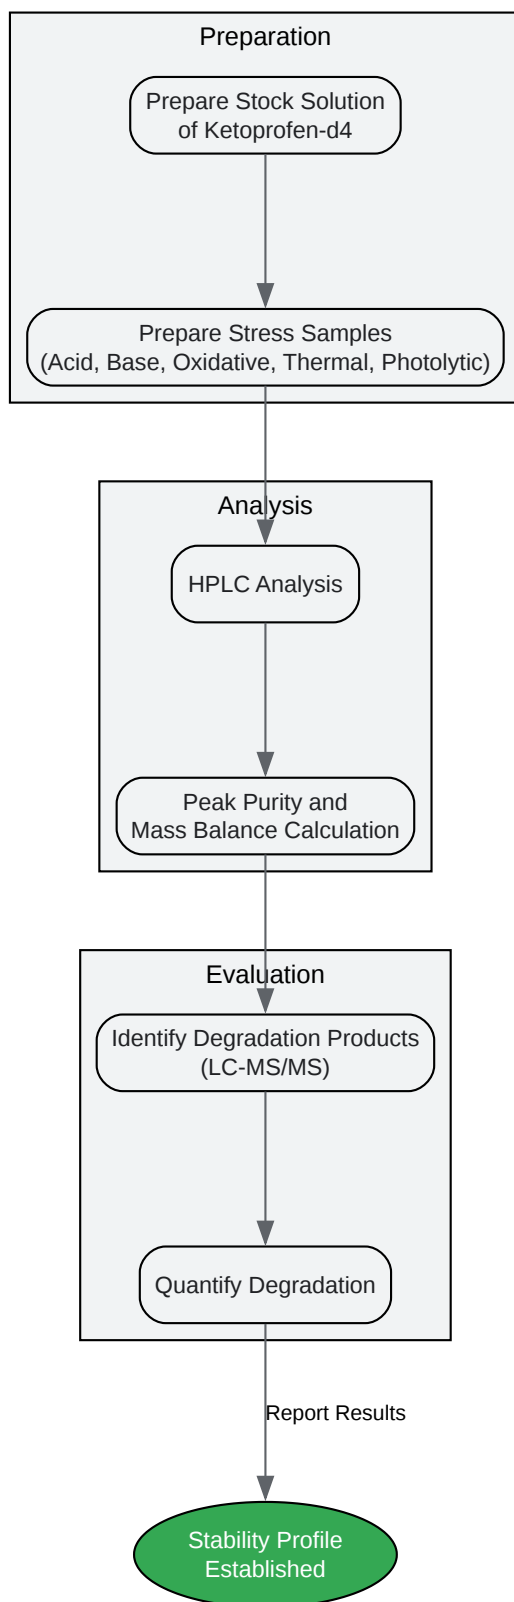 Preparation
Prepare Stock Solution
of Ketoprofen-d4
Prepare Stress Samples
(Acid, Base, Oxidative, Thermal, Photolytic)
Analysis
HPLC Analysis
Peak Purity and
Mass Balance Calculation
Evaluation
Identify Degradation Products
(LC-MS/MS)
Quantify Degradation
Report Results
Stability Profile
Established